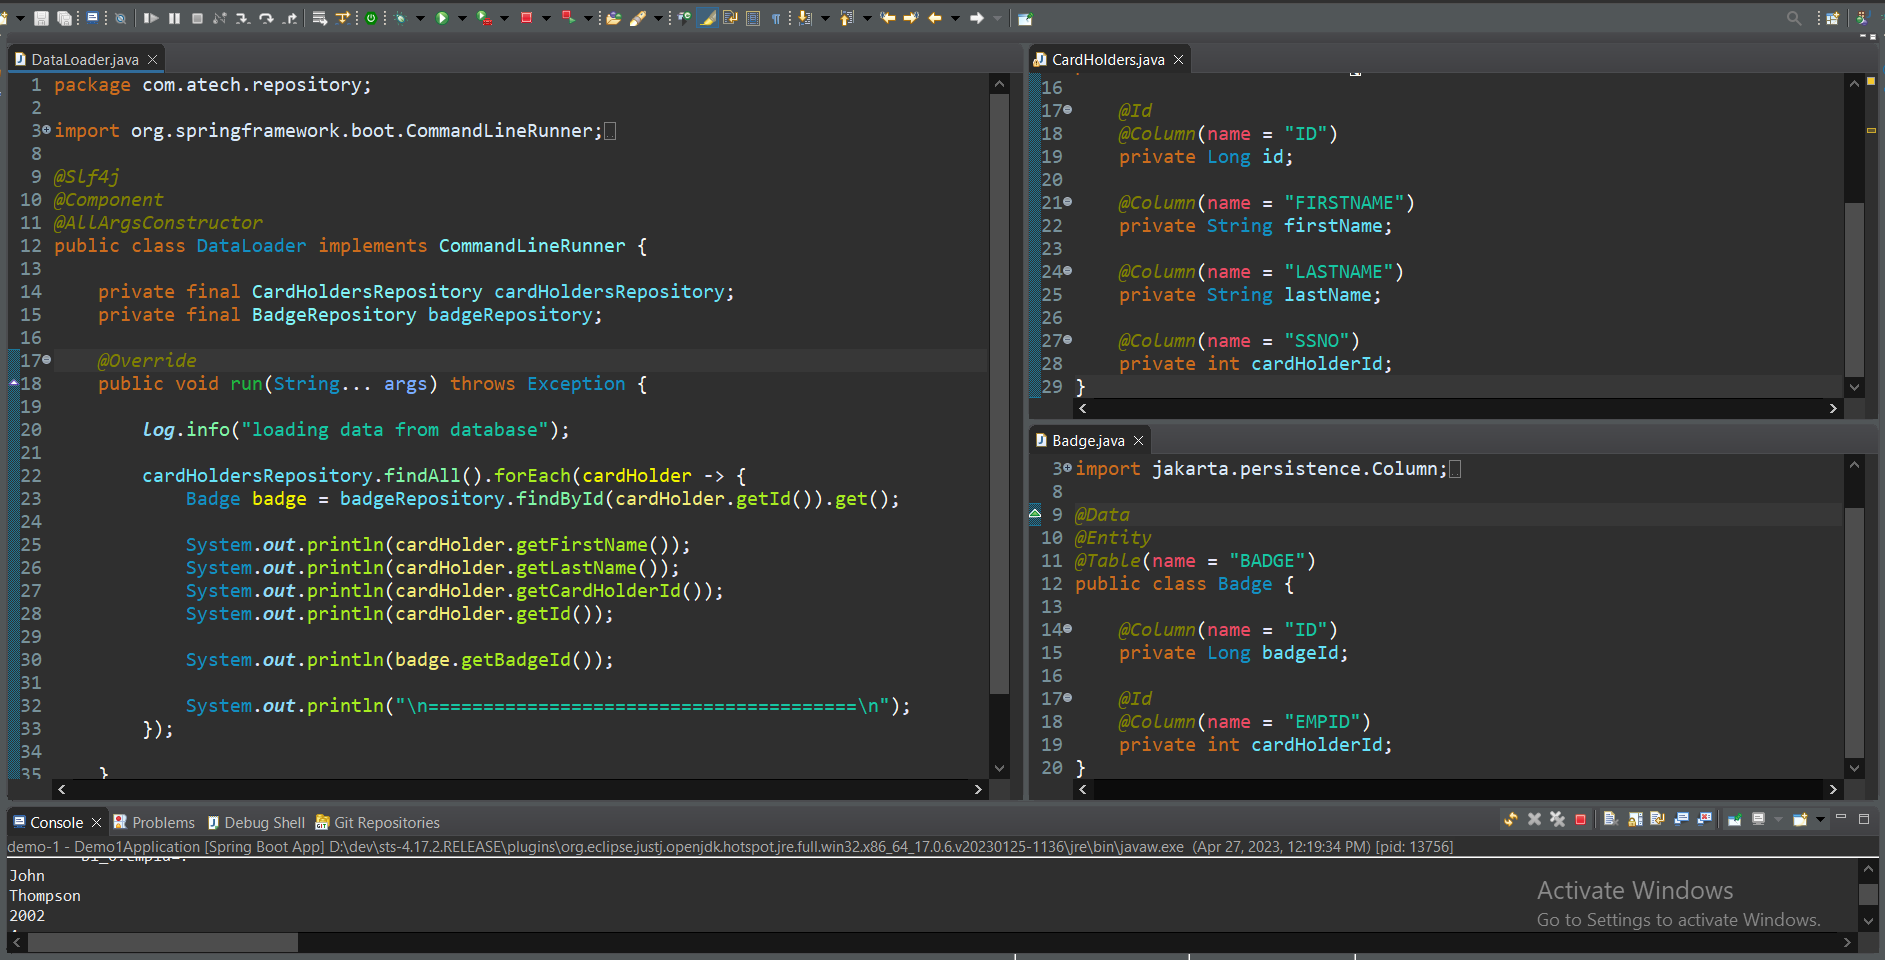 DataLoader.java
1 package com.atech.repository;
2
3 import org.springframework.boot.CommandLineRunner;
8
9 @Slf4j
10 @Component
11 @AllArgsConstructor
12 public class DataLoader implements CommandLineRunner {
13
14 private final CardHoldersRepository cardHoldersRepository;
15 private final BadgeRepository badgeRepository;
16
17 @Override
18 public void run(String... args) throws Exception {
19
20 log.info("loading data from database");
21
22 cardHoldersRepository.findAll().forEach(cardHolder -> {
23 Badge badge = badgeRepository.findById(cardHolder.getId()).get();
24
25 System.out.println(cardHolder.getFirstName());
26 System.out.println(cardHolder.getLastName());
27 System.out.println(cardHolder.getCardHolderId());
28 System.out.println(cardHolder.getId());
29
30 System.out.println(badge.getBadgeId());
31
32 System.out.println("\n=======================================\n");
33 });
34
35 }
CardHolders.java
16
17 @Id
18 @Column(name = "ID")
19 private Long id;
20
21 @Column(name = "FIRSTNAME")
22 private String firstName;
23
24 @Column(name = "LASTNAME")
25 private String lastName;
26
27 @Column(name = "SSNO")
28 private int cardHolderId;
29 }
Badge.java
3 import jakarta.persistence.Column;
8
9 @Data
10 @Entity
11 @Table(name = "BADGE")
12 public class Badge {
13
14 @Column(name = "ID")
15 private Long badgeId;
16
17 @Id
18 @Column(name = "EMPID")
19 private int cardHolderId;
20 }
Console Problems Debug Shell Git Repositories
demo-1 - Demo1Application [Spring Boot App] D:\dev\sts-4.17.2.RELEASE\plugins\org.eclipse.justj.openjdk.hotspot.jre.full.win32.x86_64_17.0.6.v20230125-1136\jre\bin\javaw.exe (Apr 27, 2023, 12:19:34 PM) [pid: 13756]
John
Thompson
2002
Activate Windows
Go to Settings to activate Windows.